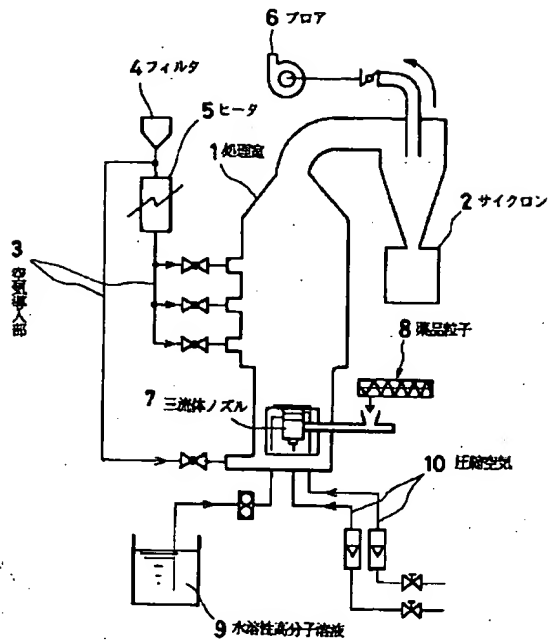 6 ブロア
4 フィルタ
5 ヒータ
1 処理室
2 サイクロン
3 空気導入部
8 薬品粒子
7 三流体ノズル
10 圧縮空気
9 水溶性高分子溶液